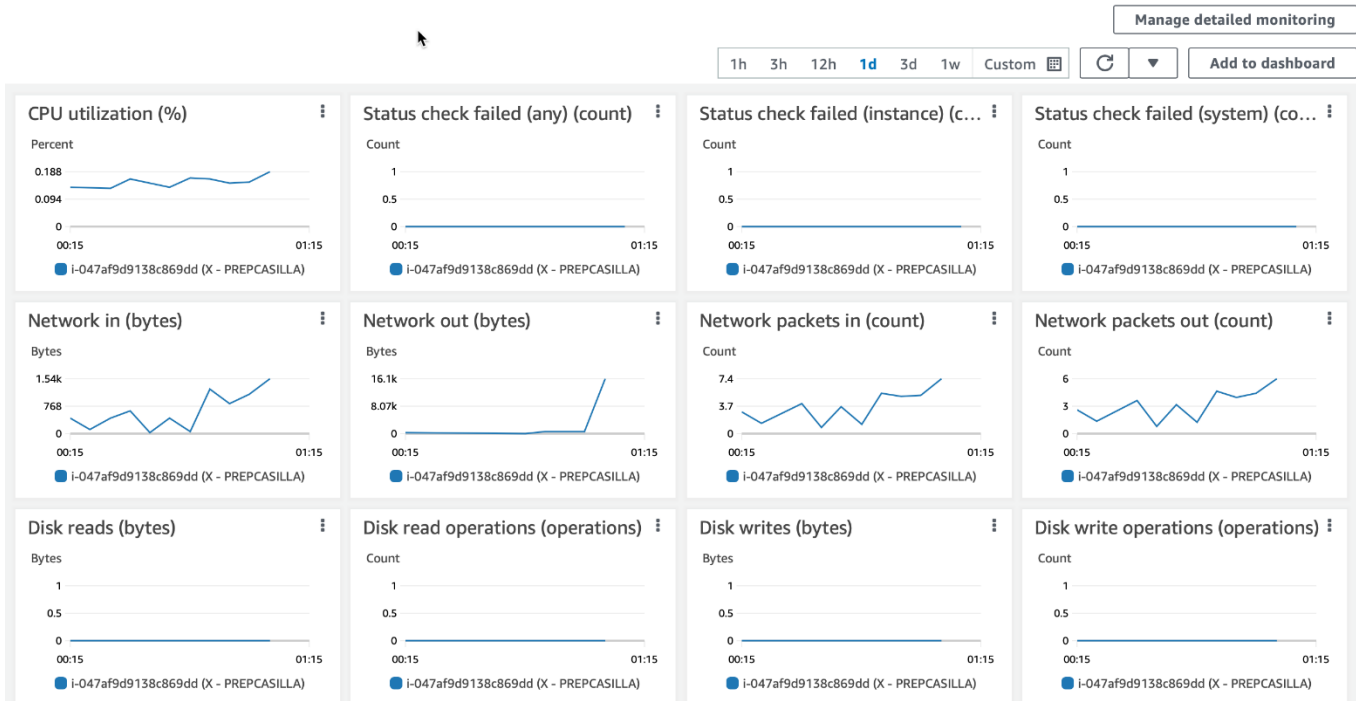 Manage detailed monitoring
1h 3h 12h 1d 3d 1w Custom Add to dashboard
CPU utilization (%)
Percent
0.188
0.094
0
00:15 01:15
i-047af9d9138c869dd (X - PREPCASILLA)
Status check failed (any) (count)
Count
1
0.5
0
00:15 01:15
i-047af9d9138c869dd (X - PREPCASILLA)
Status check failed (instance) (c...
Count
1
0.5
0
00:15 01:15
i-047af9d9138c869dd (X - PREPCASILLA)
Status check failed (system) (co...
Count
1
0.5
0
00:15 01:15
i-047af9d9138c869dd (X - PREPCASILLA)
Network in (bytes)
Bytes
1.54k
768
0
00:15 01:15
i-047af9d9138c869dd (X - PREPCASILLA)
Network out (bytes)
Bytes
16.1k
8.07k
0
00:15 01:15
i-047af9d9138c869dd (X - PREPCASILLA)
Network packets in (count)
Count
7.4
3.7
0
00:15 01:15
i-047af9d9138c869dd (X - PREPCASILLA)
Network packets out (count)
Count
6
3
0
00:15 01:15
i-047af9d9138c869dd (X - PREPCASILLA)
Disk reads (bytes)
Bytes
1
0.5
0
00:15 01:15
i-047af9d9138c869dd (X - PREPCASILLA)
Disk read operations (operations)
Count
1
0.5
0
00:15 01:15
i-047af9d9138c869dd (X - PREPCASILLA)
Disk writes (bytes)
Bytes
1
0.5
0
00:15 01:15
i-047af9d9138c869dd (X - PREPCASILLA)
Disk write operations (operations)
Count
1
0.5
0
00:15 01:15
i-047af9d9138c869dd (X - PREPCASILLA)